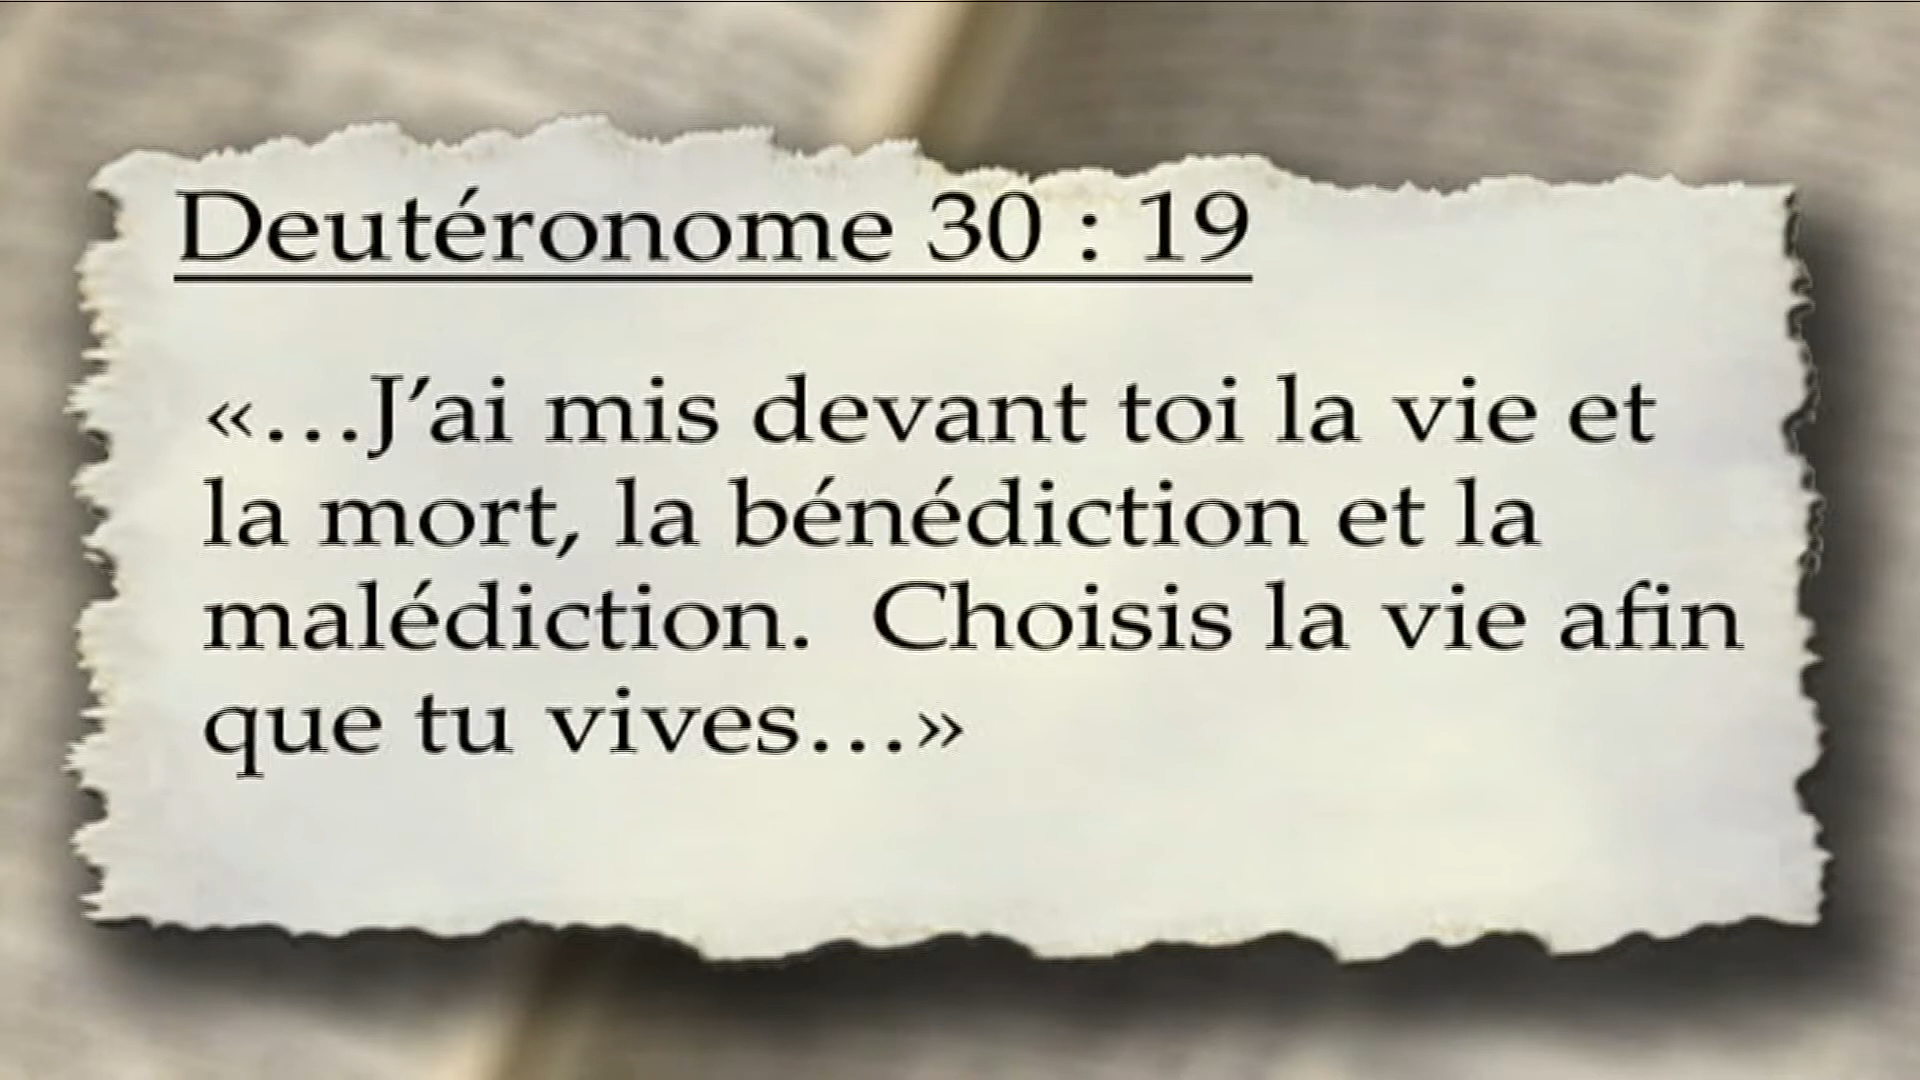 Deutéronome 30 : 19
«…J’ai mis devant toi la vie et
la mort, la bénédiction et la
malédiction.  Choisis la vie afin
que tu vives…»